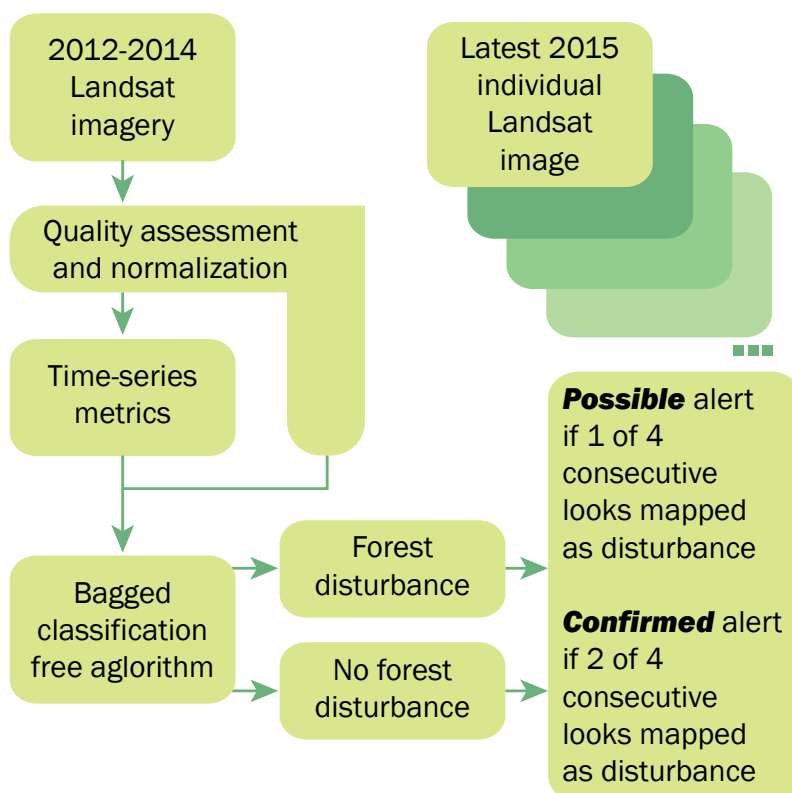 2012-2014
Landsat
imagery
Latest 2015
individual
Landsat
image
Quality assessment
and normalization
Time-series
metrics
Bagged
classification
free aglorithm
Forest
disturbance
No forest
disturbance
Possible alert
if 1 of 4
consecutive
looks mapped
as disturbance
Confirmed alert
if 2 of 4
consecutive
looks mapped
as disturbance